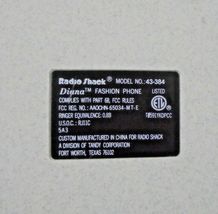 Radio Shack® MODEL NO.: 43-384
Digna™ FASHION PHONE LISTED
COMPLIES WITH PART 68, FCC RULES
FCC REG. NO.: AAOCHN-65034-MT-E
RINGER EQUIVALENCE: 0.8B
U.S.O.C.: RJ11C
5A3
CUSTOM MANUFACTURED IN CHINA FOR RADIO SHACK
A DIVISION OF TANDY CORPORATION
FORT WORTH, TEXAS 76102